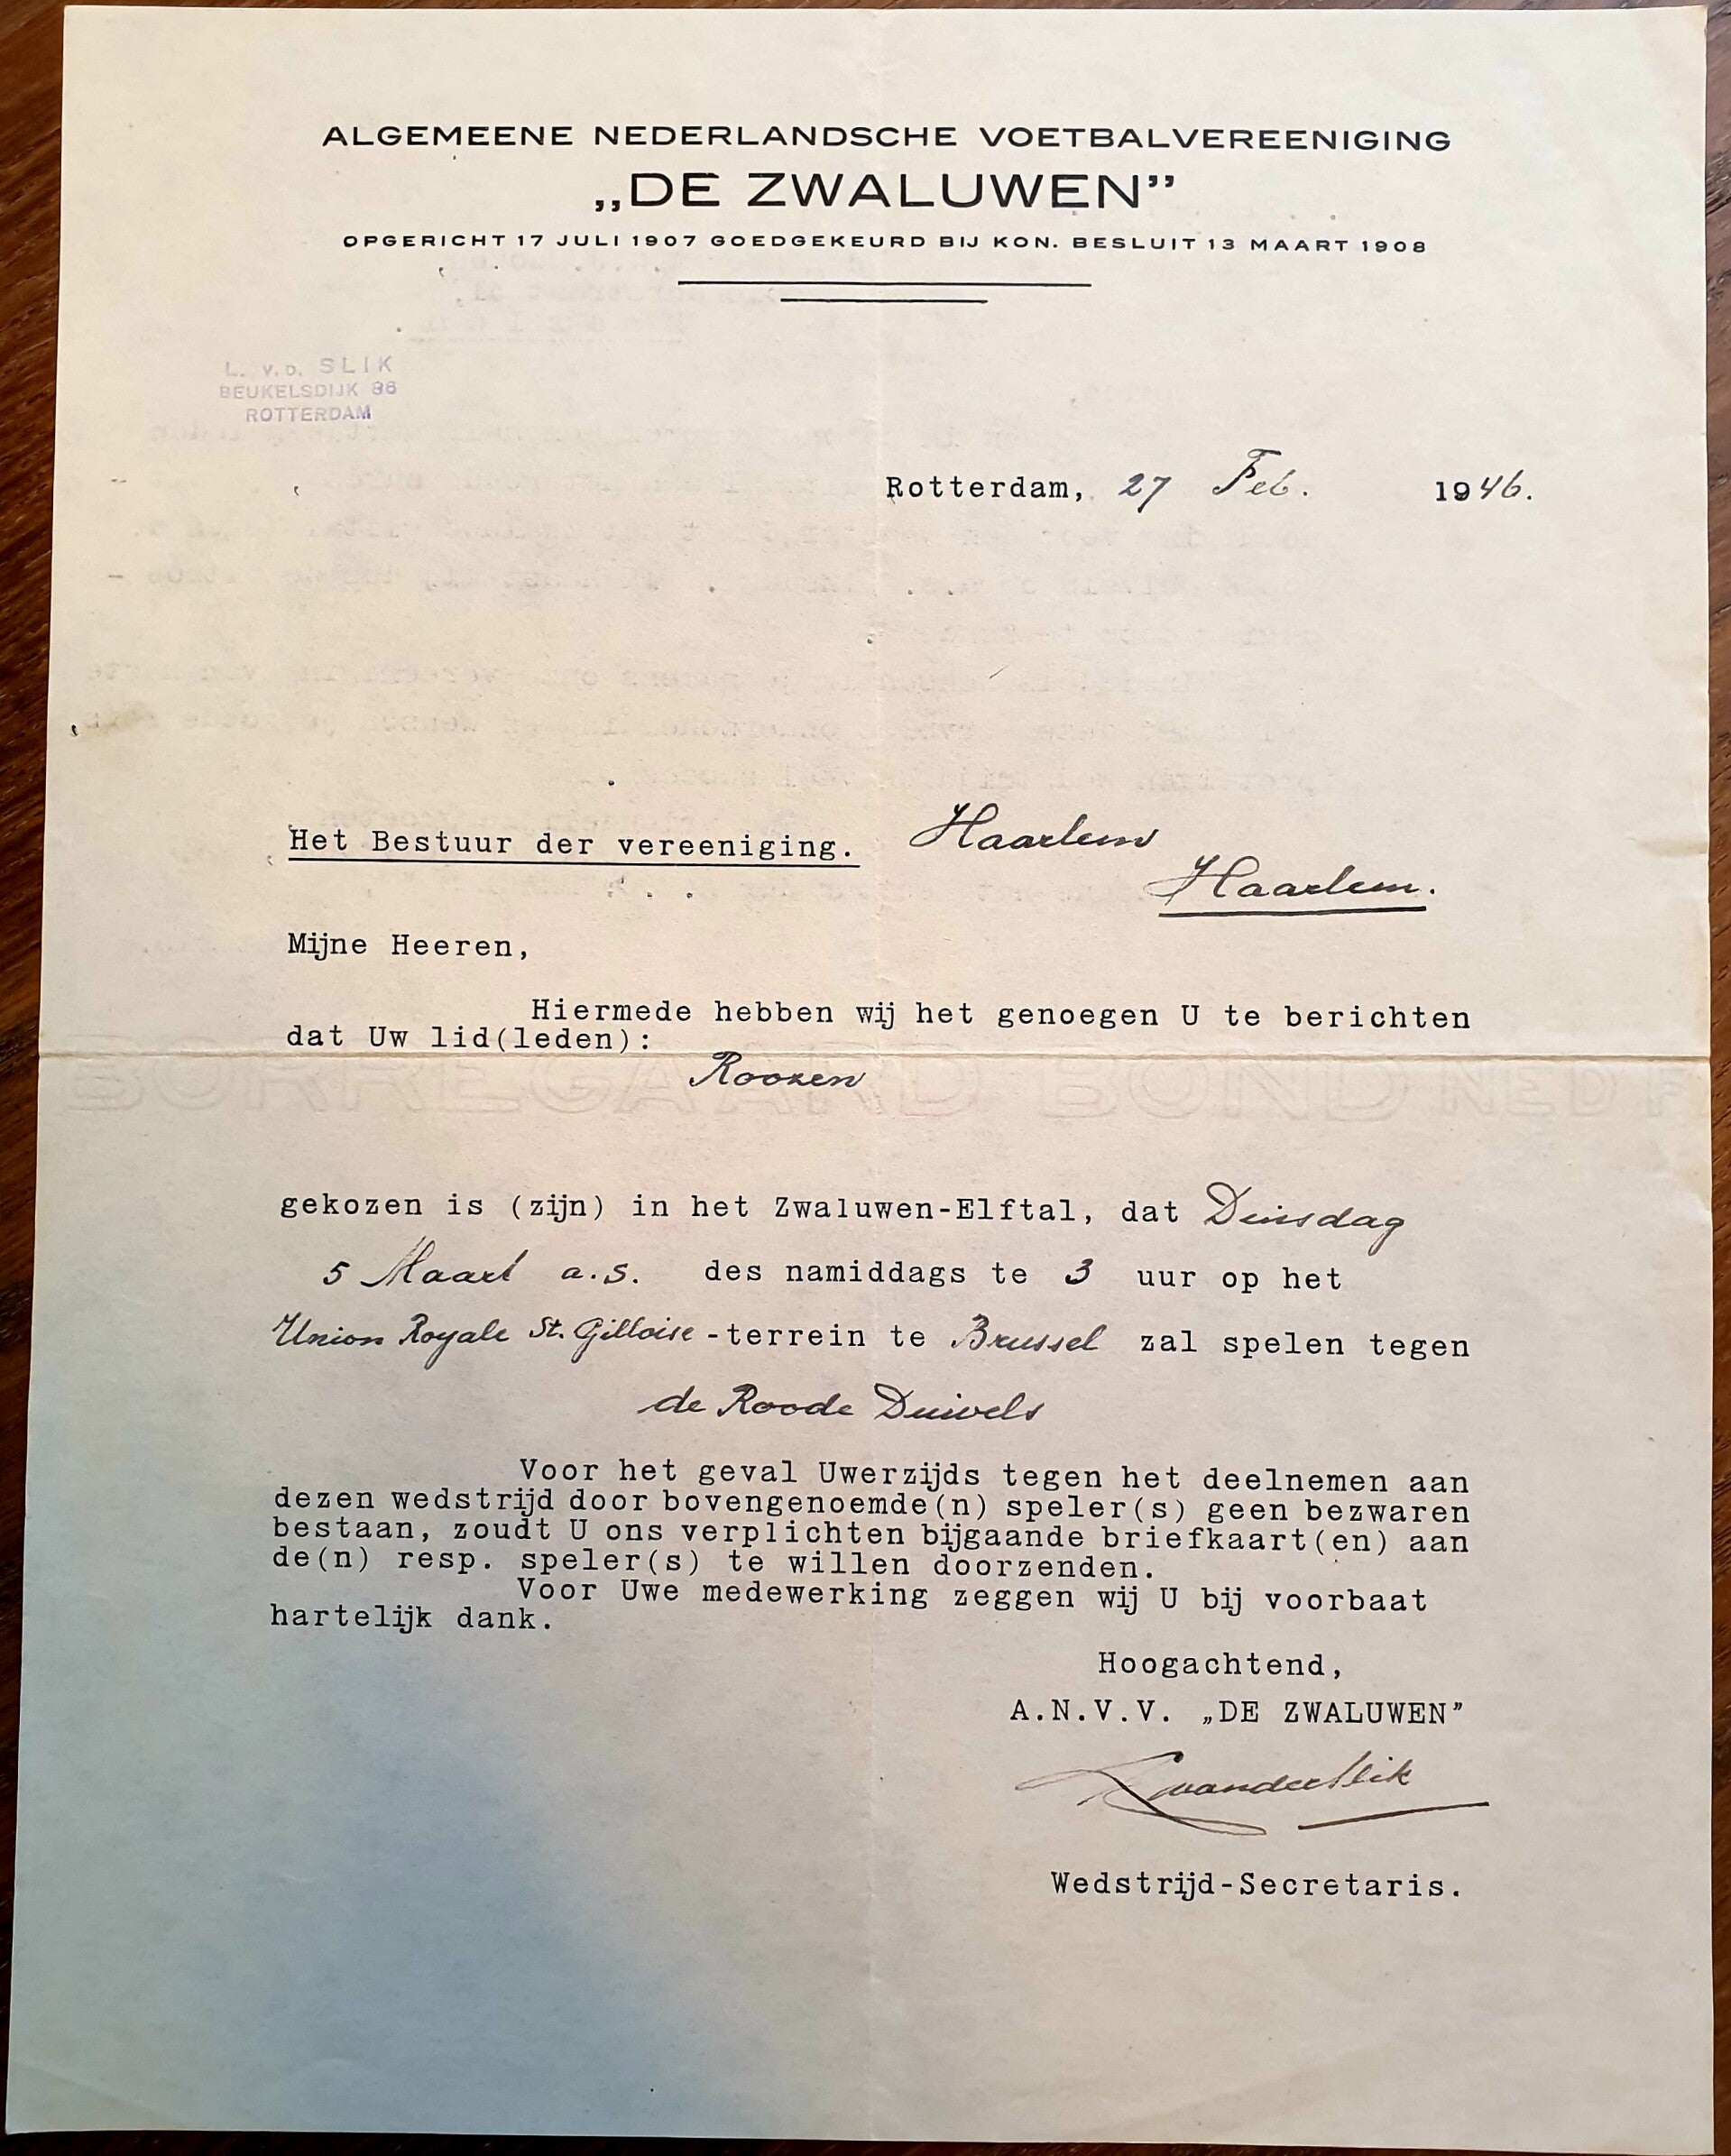 ALGEMEENE NEDERLANDSCHE VOETBALVEREENIGING
„DE ZWALUWEN”
OPGERICHT 17 JULI 1907 GOEDGEKEURD BIJ KON. BESLUIT 13 MAART 1908
L. v.d. SLIK
BEUKELSDIJK 86
ROTTERDAM
Rotterdam, 27 Feb. 1946.
Het Bestuur der vereeniging. Haarlem
Haarlem.
Mijne Heeren,
Hiermede hebben wij het genoegen U te berichten
dat Uw lid(leden):
Roozen
BORREGAARD BOND NED F
gekozen is (zijn) in het Zwaluwen-Elftal, dat Dinsdag
5 Maart a.s. des namiddags te 3 uur op het
Union Royale St. Gilloise -terrein te Brussel zal spelen tegen
de Roode Duivels
Voor het geval Uwerzijds tegen het deelnemen aan
dezen wedstrijd door bovengenoemde(n) speler(s) geen bezwaren
bestaan, zoudt U ons verplichten bijgaande briefkaart(en) aan
de(n) resp. speler(s) te willen doorzenden.
Voor Uwe medewerking zeggen wij U bij voorbaat
hartelijk dank.
Hoogachtend,
A.N.V.V. „DE ZWALUWEN”
L vanderSlik
Wedstrijd-Secretaris.